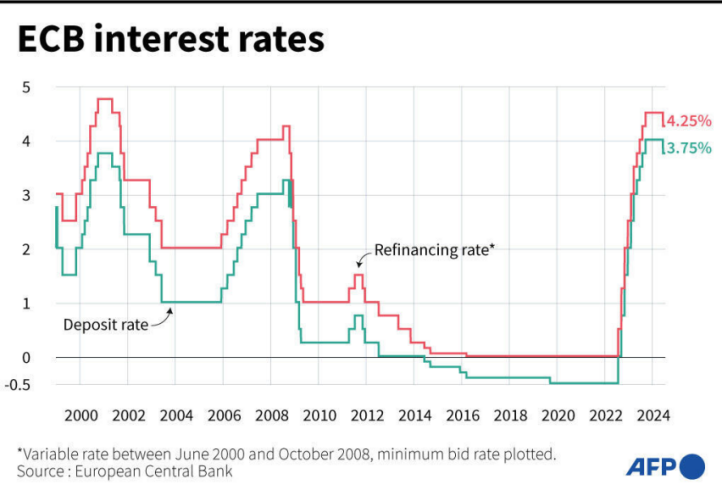 ECB interest rates
5
4
3
2
1
0
-0.5
4.25%
3.75%
Refinancing rate*
Deposit rate
2000 2002 2004 2006 2008 2010 2012 2014 2016 2018 2020 2022 2024
*Variable rate between June 2000 and October 2008, minimum bid rate plotted.
Source : European Central Bank
AFP